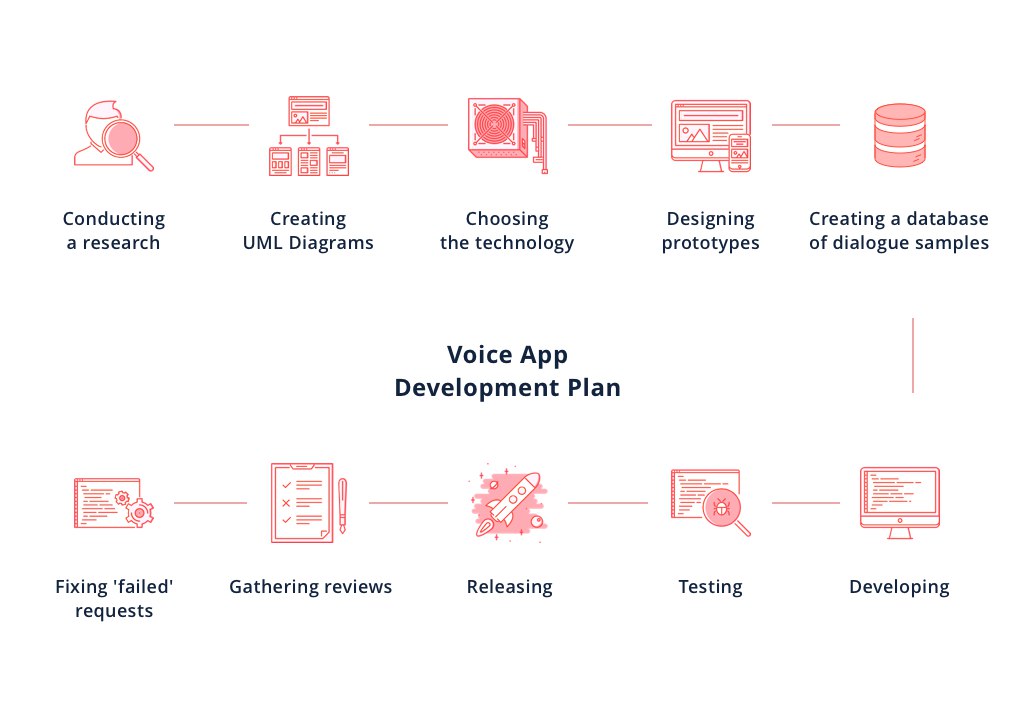 Conducting
a research
Creating
UML Diagrams
Choosing
the technology
Designing
prototypes
Creating a database
of dialogue samples
Voice App
Development Plan
Fixing 'failed'
requests
Gathering reviews
Releasing
Testing
Developing